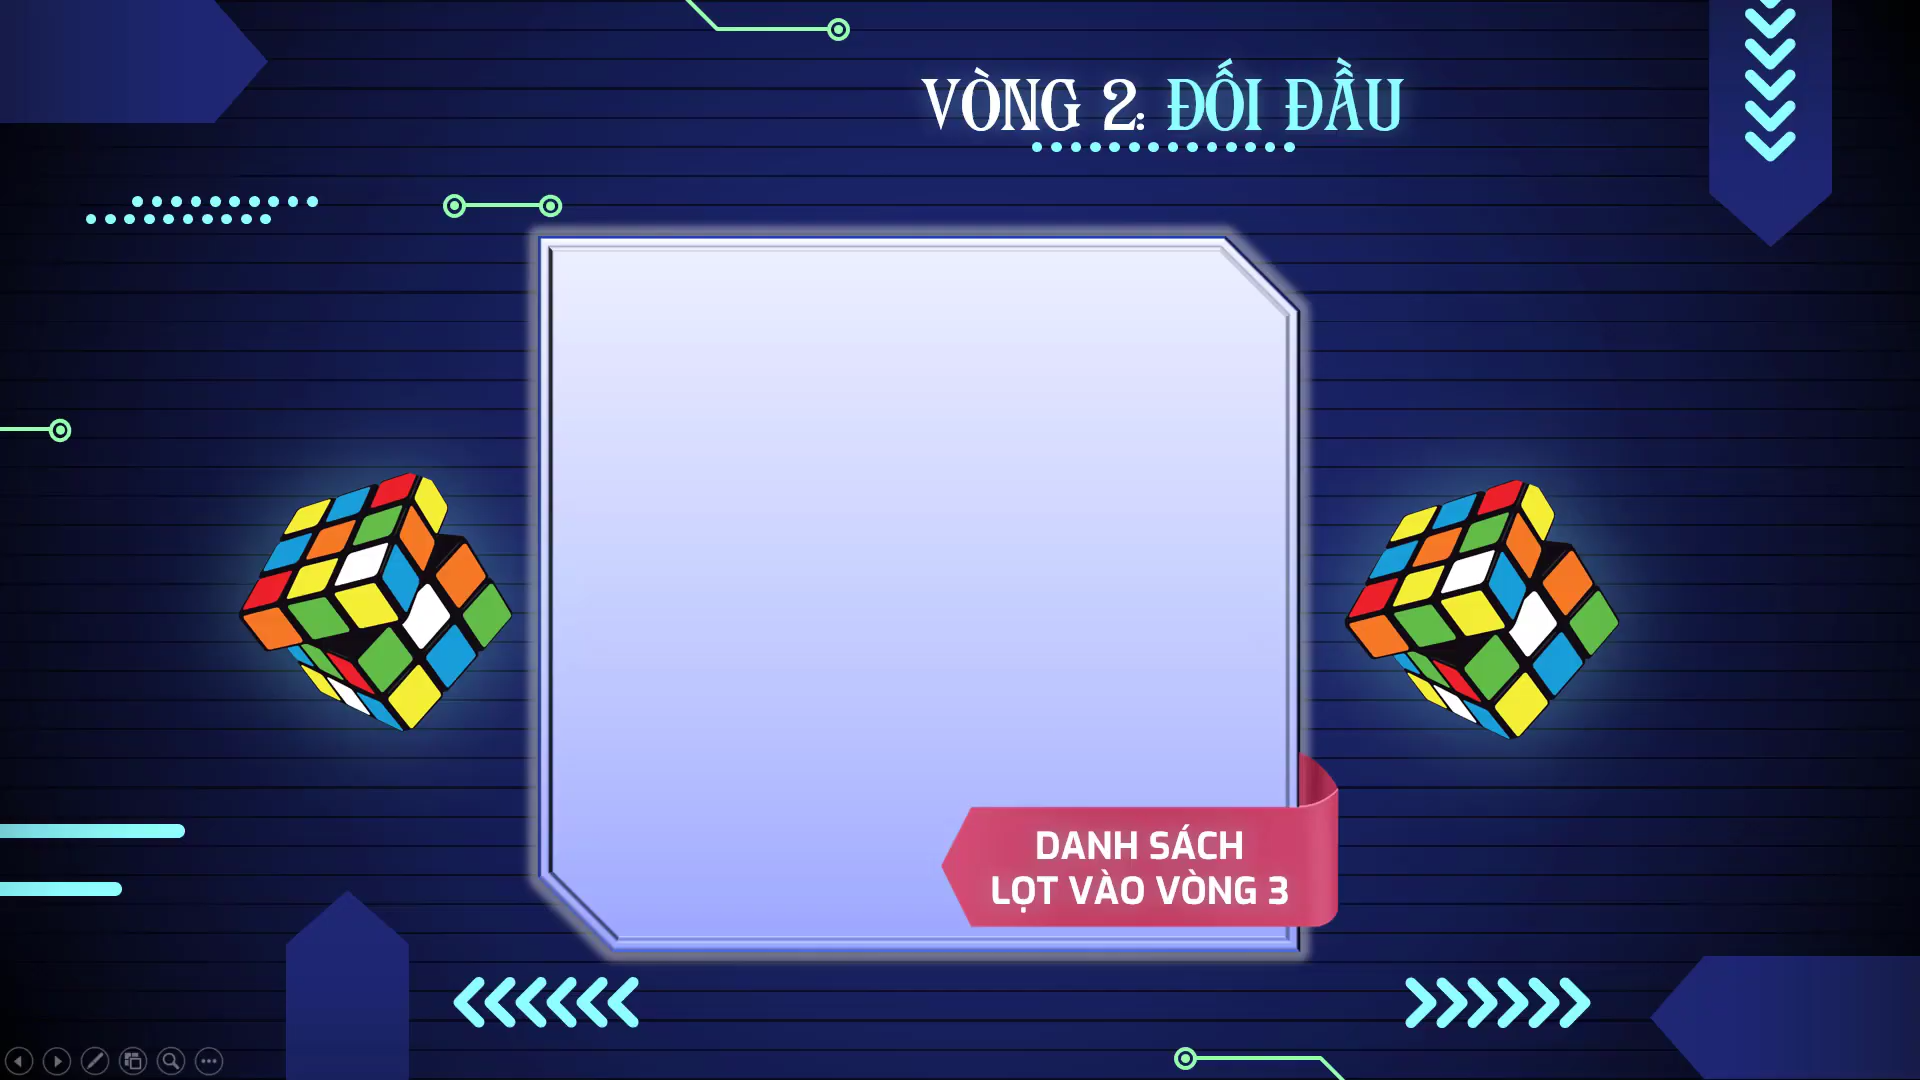 VÒNG 2: ĐỐI ĐẦU
DANH SÁCH
LỌT VÀO VÒNG 3